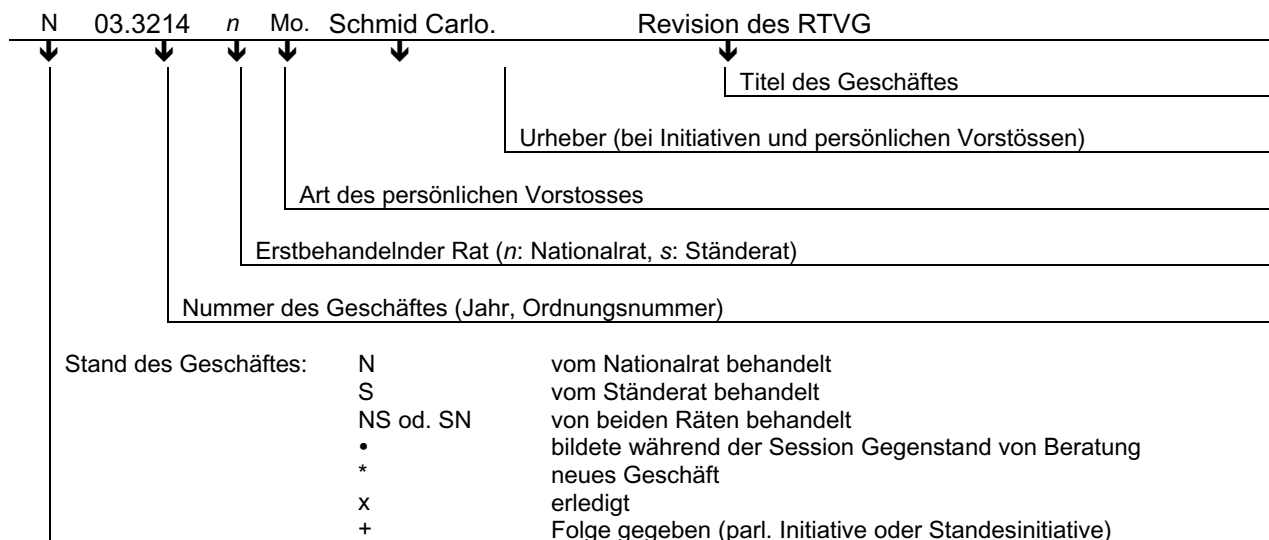 N 03.3214 n Mo. Schmid Carlo. Revision des RTVG
Titel des Geschäftes
Urheber (bei Initiativen und persönlichen Vorstössen)
Art des persönlichen Vorstosses
Erstbehandelnder Rat (n: Nationalrat, s: Ständerat)
Nummer des Geschäftes (Jahr, Ordnungsnummer)
Stand des Geschäftes: N vom Nationalrat behandelt
S vom Ständerat behandelt
NS od. SN von beiden Räten behandelt
• bildete während der Session Gegenstand von Beratung
* neues Geschäft
x erledigt
+ Folge gegeben (parl. Initiative oder Standesinitiative)